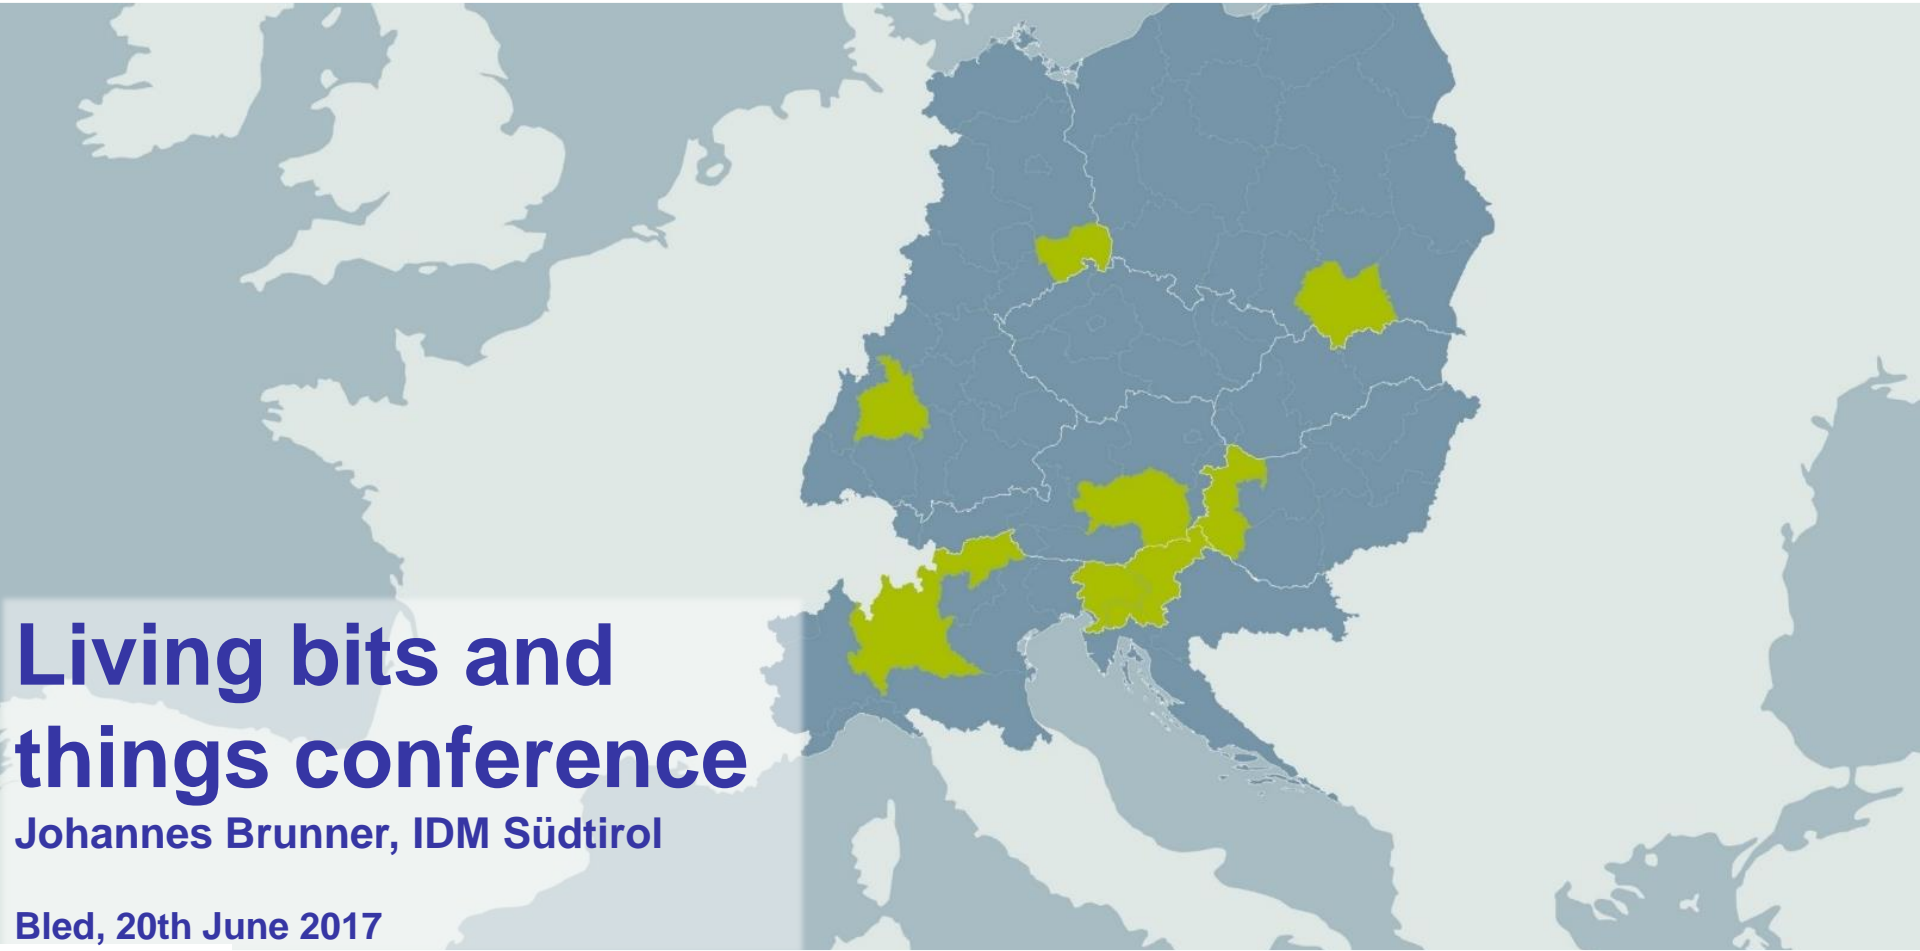 Living bits and
things conference
Johannes Brunner, IDM Südtirol
Bled, 20th June 2017